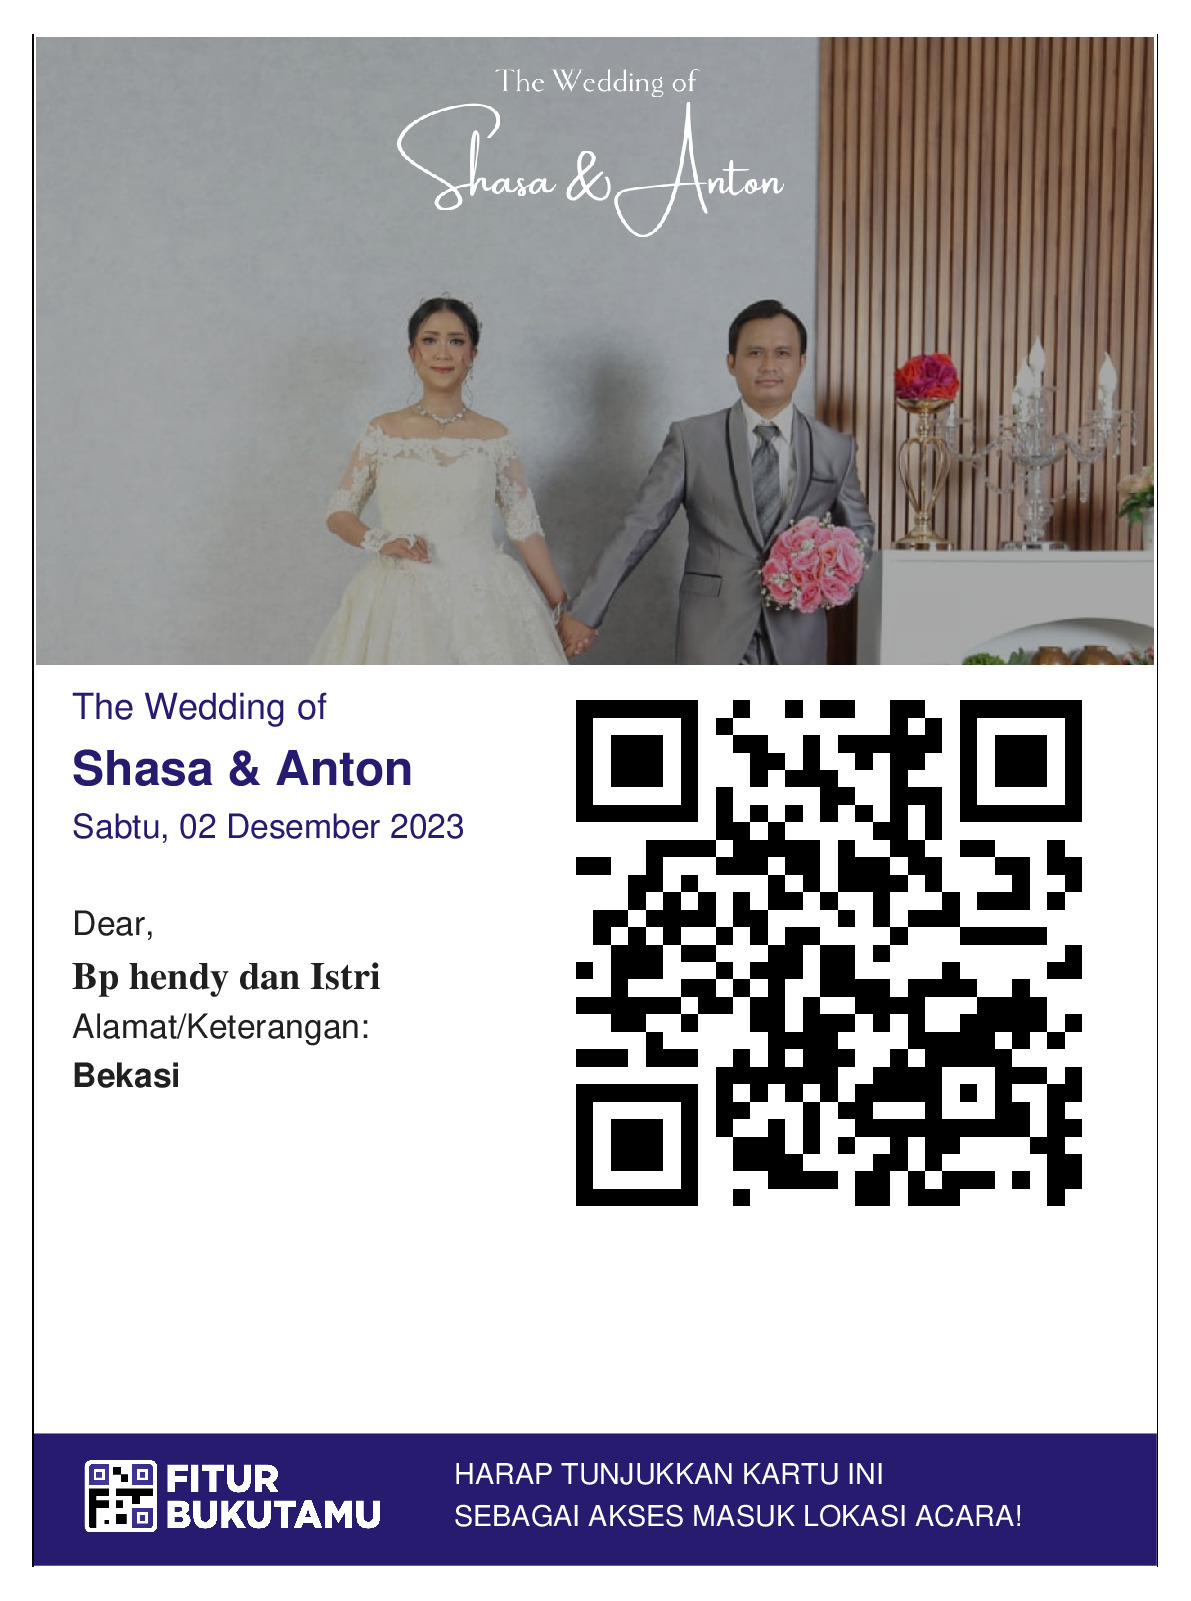 The Wedding of
Shasa & Anton
The Wedding of
Shasa & Anton
Sabtu, 02 Desember 2023
Dear,
Bp hendy dan Istri
Alamat/Keterangan:
Bekasi
FITUR
BUKUTAMU
HARAP TUNJUKKAN KARTU INI
SEBAGAI AKSES MASUK LOKASI ACARA!